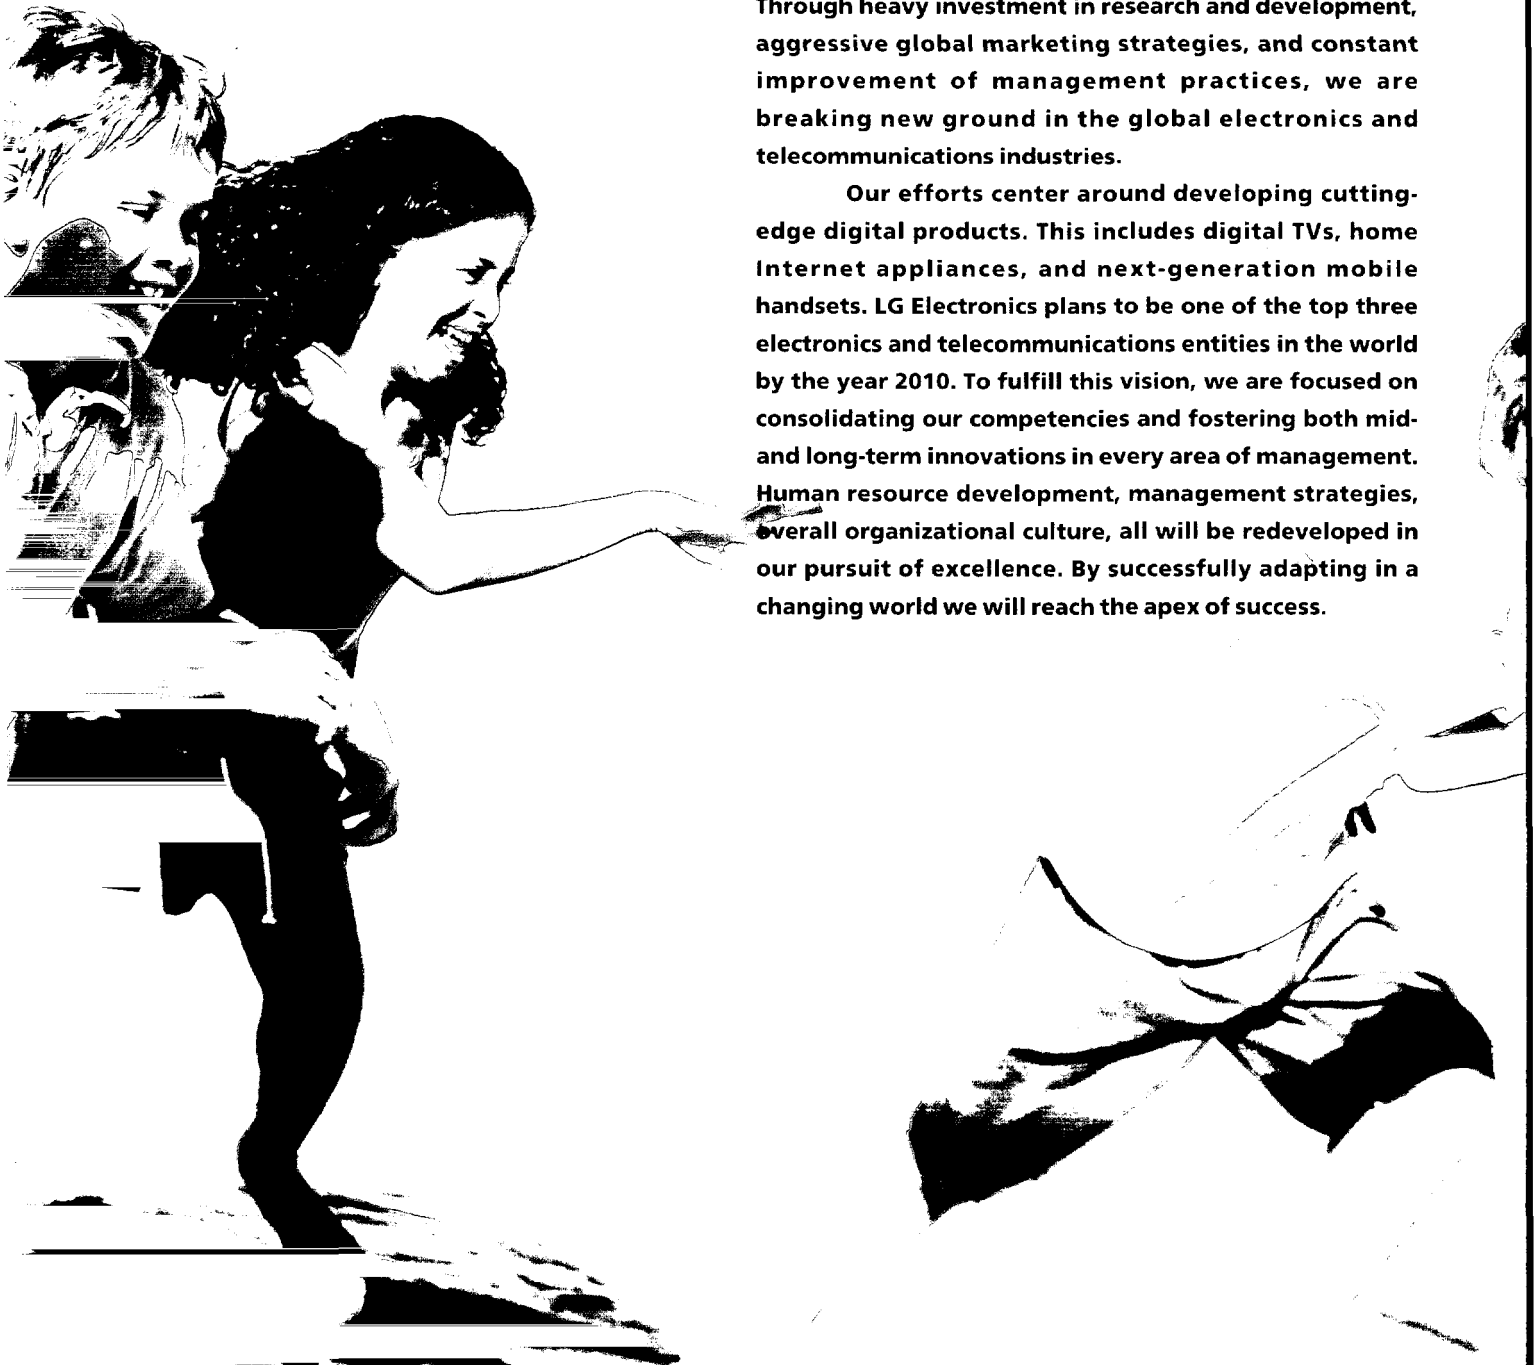 Through heavy investment in research and development,
aggressive global marketing strategies, and constant
improvement of management practices, we are
breaking new ground in the global electronics and
telecommunications industries.
Our efforts center around developing cutting-
edge digital products. This includes digital TVs, home
Internet appliances, and next-generation mobile
handsets. LG Electronics plans to be one of the top three
electronics and telecommunications entities in the world
by the year 2010. To fulfill this vision, we are focused on
consolidating our competencies and fostering both mid-
and long-term innovations in every area of management.
Human resource development, management strategies,
overall organizational culture, all will be redeveloped in
our pursuit of excellence. By successfully adapting in a
changing world we will reach the apex of success.